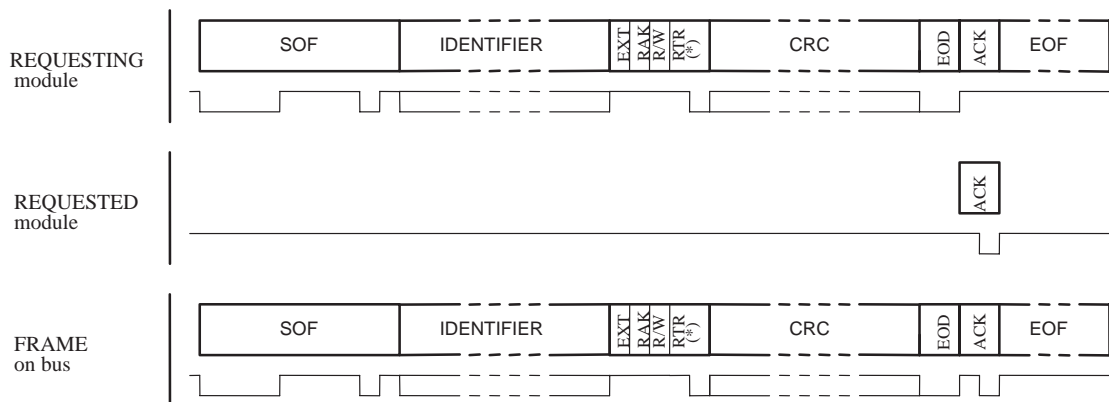 REQUESTING
module
SOF
IDENTIFIER
EXT
RAK
R/W
RTR
(*)
CRC
EOD
ACK
EOF
REQUESTED
module
ACK
FRAME
on bus
SOF
IDENTIFIER
EXT
RAK
R/W
RTR
(*)
CRC
EOD
ACK
EOF